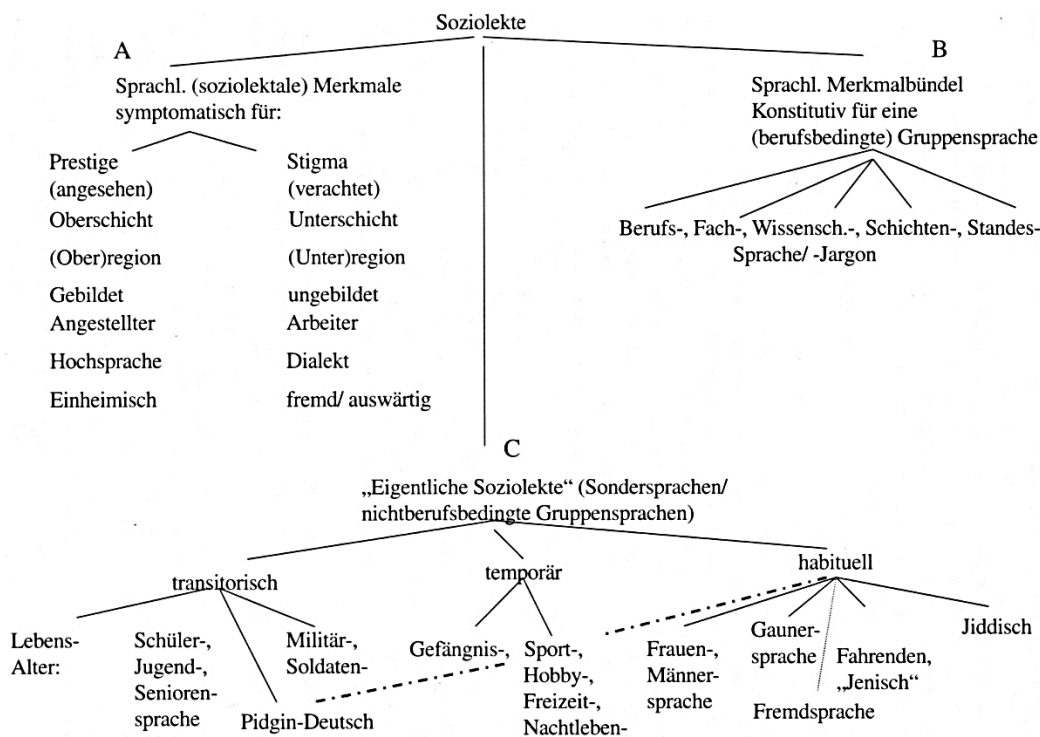 Soziolekte
A
B
Sprachl. (soziolektale) Merkmale
symptomatisch für:
Sprachl. Merkmalbündel
Konstitutiv für eine
(berufsbedingte) Gruppensprache
Prestige
(angesehen)
Stigma
(verachtet)
Oberschicht
Unterschicht
(Ober)region
(Unter)region
Gebildet
ungebildet
Angestellter
Arbeiter
Hochsprache
Dialekt
Einheimisch
fremd/ auswärtig
Berufs-, Fach-, Wissensch.-, Schichten-, Standes-
Sprache/ -Jargon
C
„Eigentliche Soziolekte“ (Sondersprachen/
nichtberufsbedingte Gruppensprachen)
transitorisch
temporär
habituell
Lebens-
Alter:
Schüler-,
Jugend-,
Senioren-
sprache
Militär-,
Soldaten-
Pidgin-Deutsch
Gefängnis-,
Sport-,
Hobby-,
Freizeit-,
Nachtleben-
Frauen-,
Männer-
sprache
Gauner-
sprache
Fahrenden,
„Jenisch“
Fremdsprache
Jiddisch